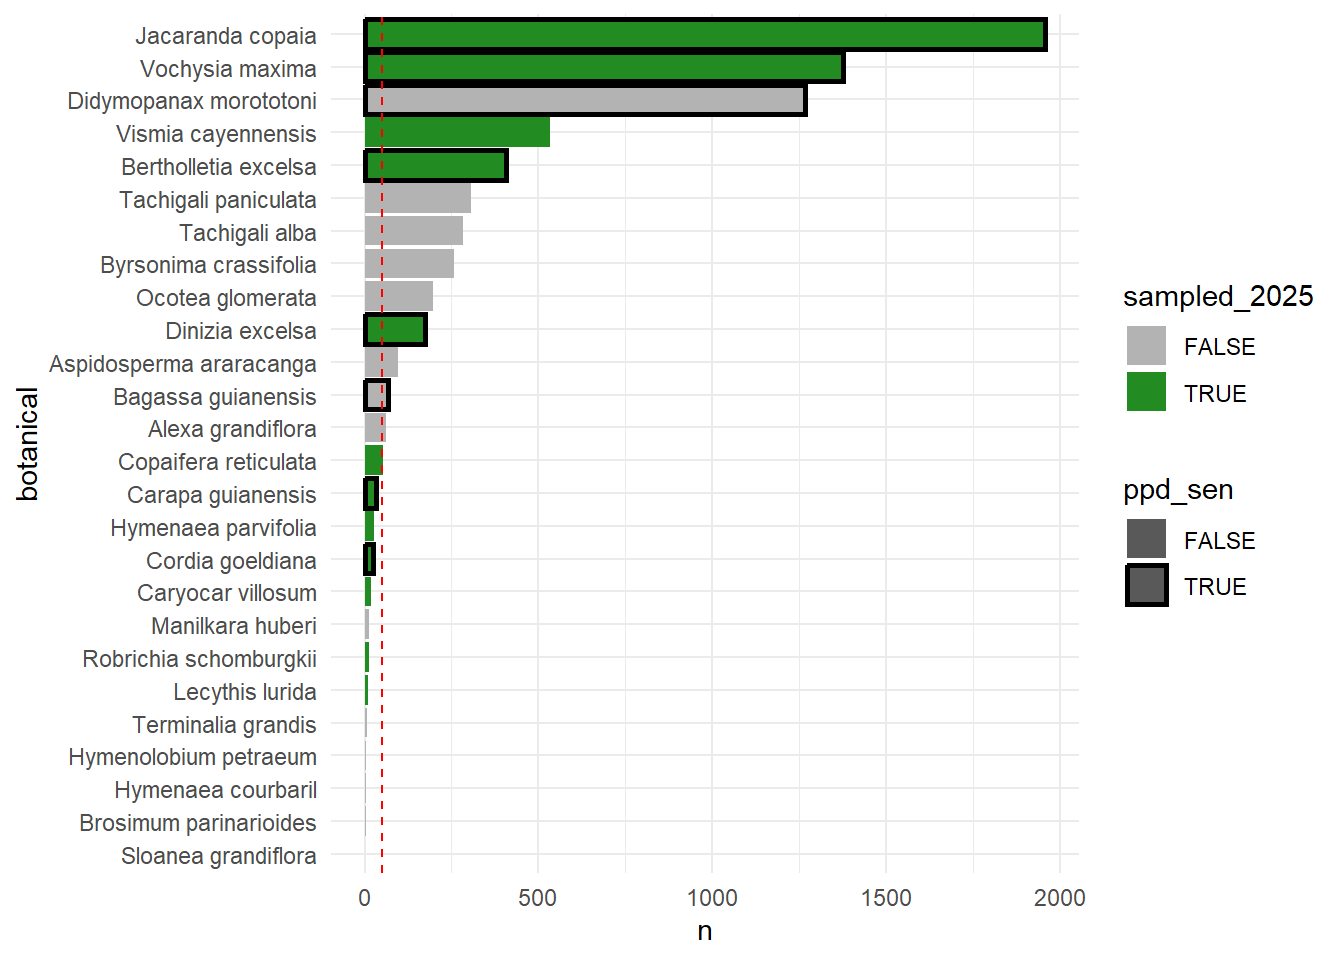 Jacaranda copaia
Vochysia maxima
Didymopanax morototoni
Vismia cayennensis
Bertholletia excelsa
Tachigali paniculata
Tachigali alba
Byrsonima crassifolia
Ocotea glomerata
Dinizia excelsa
Aspidosperma araracanga
Bagassa guianensis
Alexa grandiflora
Copaifera reticulata
Carapa guianensis
Hymenaea parvifolia
Cordia goeldiana
Caryocar villosum
Manilkara huberi
Robrichia schomburgkii
Lecythis lurida
Terminalia grandis
Hymenolobium petraeum
Hymenaea courbaril
Brosimum parinarioides
Sloanea grandiflora
botanical
0 500 1000 1500 2000
n
sampled_2025
FALSE
TRUE
ppd_sen
FALSE
TRUE